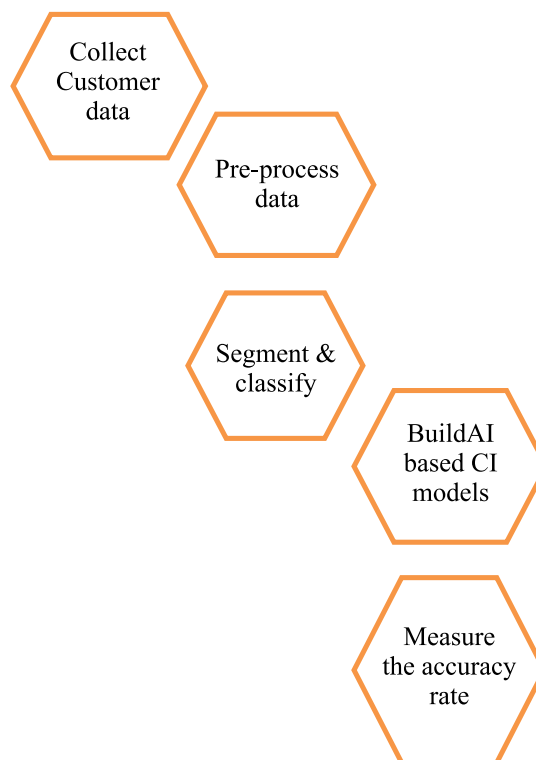 Collect
Customer
data
Pre-process
data
Segment &
classify
BuildAI
based CI
models
Measure
the accuracy
rate